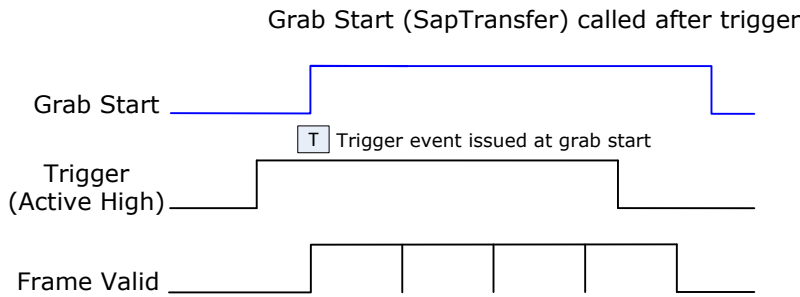 Grab Start (SapTransfer) called after trigger
Grab Start
T Trigger event issued at grab start
Trigger
(Active High)
Frame Valid